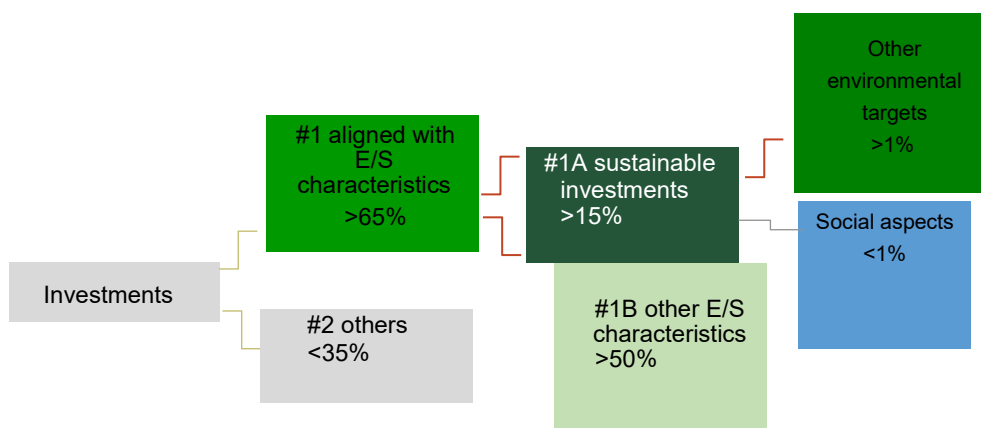 Investments
#1 aligned with
E/S
characteristics
>65%
#2 others
<35%
#1A sustainable
investments
>15%
#1B other E/S
characteristics
>50%
Other
environmental
targets
>1%
Social aspects
<1%